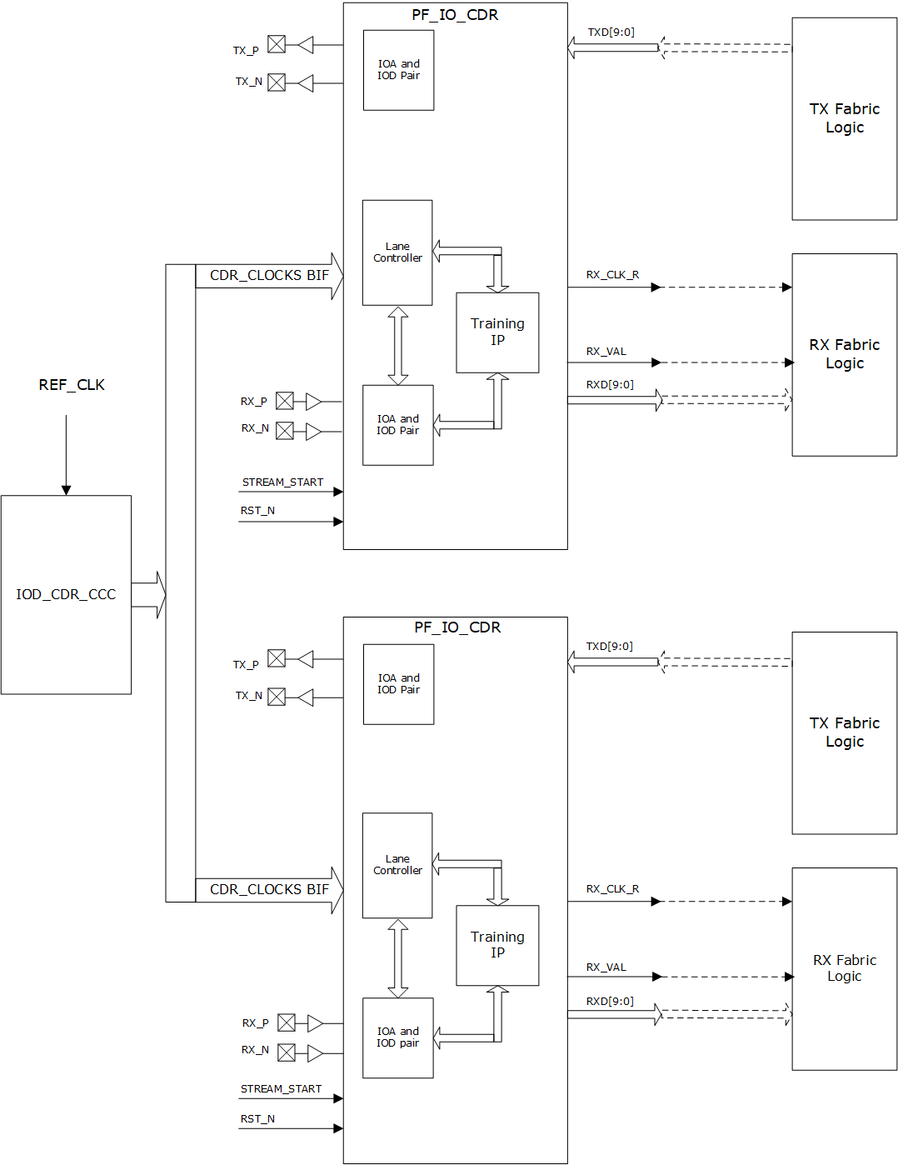 PF_IO_CDR
TX_P
TX_N
IOA and
IOD Pair
TXD[9:0]
TX Fabric
Logic
Lane
Controller
CDR_CLOCKS BIF
Training
IP
RX_CLK_R
RX_VAL
RXD[9:0]
RX Fabric
Logic
REF_CLK
RX_P
RX_N
IOA and
IOD Pair
STREAM_START
RST_N
IOD_CDR_CCC
PF_IO_CDR
TX_P
TX_N
IOA and
IOD Pair
TXD[9:0]
TX Fabric
Logic
Lane
Controller
CDR_CLOCKS BIF
Training
IP
RX_CLK_R
RX_VAL
RXD[9:0]
RX Fabric
Logic
RX_P
RX_N
IOA and
IOD pair
STREAM_START
RST_N